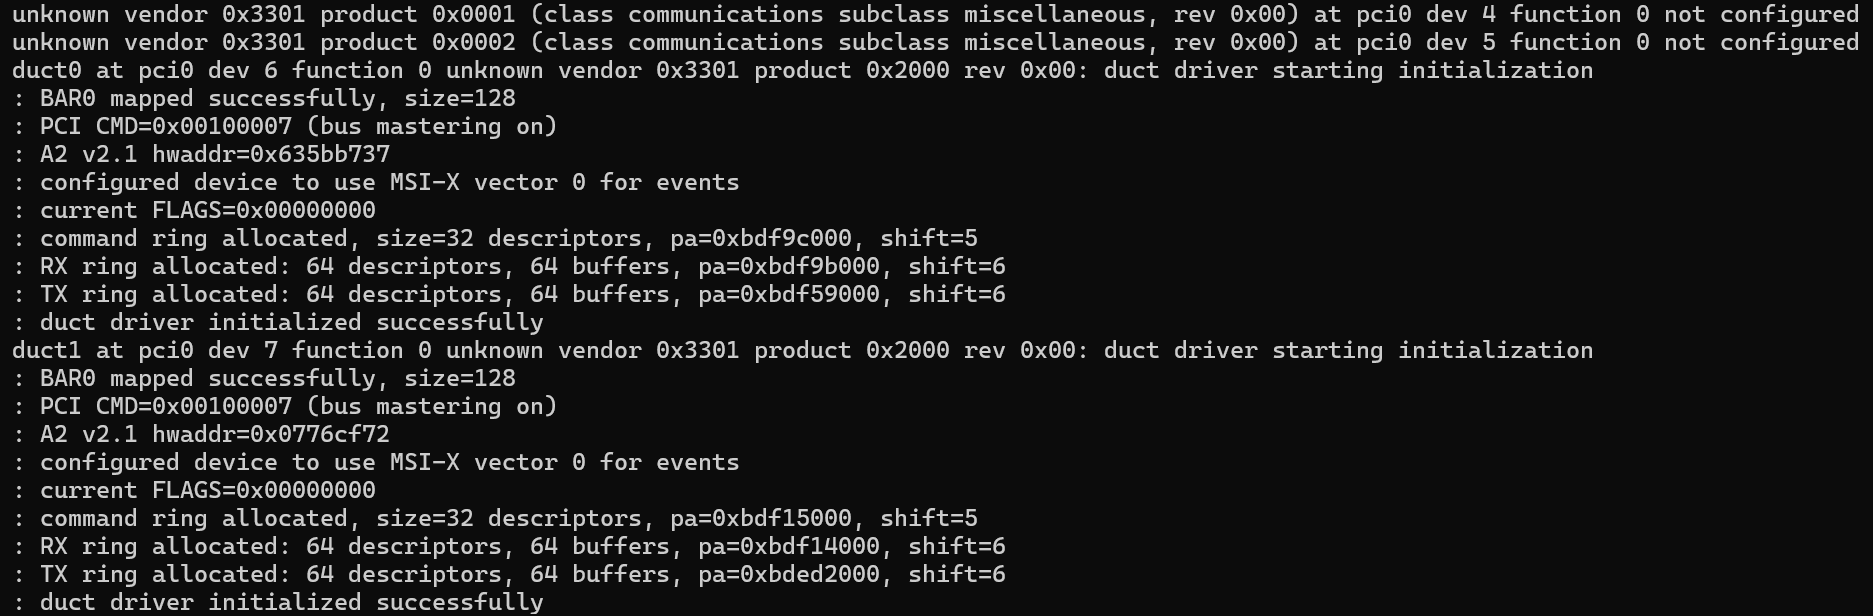 unknown vendor 0x3301 product 0x0001 (class communications subclass miscellaneous, rev 0x00) at pci0 dev 4 function 0 not configured
unknown vendor 0x3301 product 0x0002 (class communications subclass miscellaneous, rev 0x00) at pci0 dev 5 function 0 not configured
duct0 at pci0 dev 6 function 0 unknown vendor 0x3301 product 0x2000 rev 0x00: duct driver starting initialization
: BAR0 mapped successfully, size=128
: PCI CMD=0x00100007 (bus mastering on)
: A2 v2.1 hwaddr=0x635bb737
: configured device to use MSI-X vector 0 for events
: current FLAGS=0x00000000
: command ring allocated, size=32 descriptors, pa=0xbdf9c000, shift=5
: RX ring allocated: 64 descriptors, 64 buffers, pa=0xbdf9b000, shift=6
: TX ring allocated: 64 descriptors, 64 buffers, pa=0xbdf59000, shift=6
: duct driver initialized successfully
duct1 at pci0 dev 7 function 0 unknown vendor 0x3301 product 0x2000 rev 0x00: duct driver starting initialization
: BAR0 mapped successfully, size=128
: PCI CMD=0x00100007 (bus mastering on)
: A2 v2.1 hwaddr=0x0776cf72
: configured device to use MSI-X vector 0 for events
: current FLAGS=0x00000000
: command ring allocated, size=32 descriptors, pa=0xbdf15000, shift=5
: RX ring allocated: 64 descriptors, 64 buffers, pa=0xbdf14000, shift=6
: TX ring allocated: 64 descriptors, 64 buffers, pa=0xbded2000, shift=6
: duct driver initialized successfully